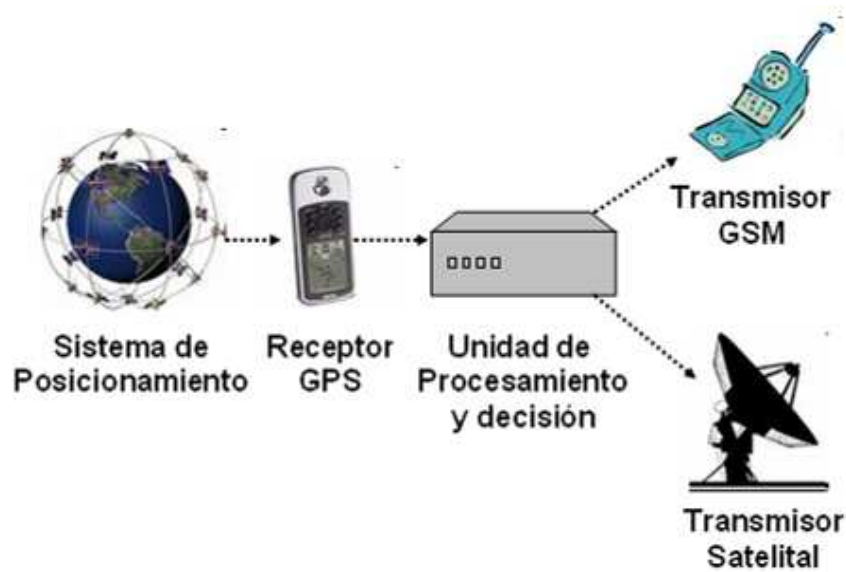 Sistema de
Posicionamiento
Receptor
GPS
Unidad de
Procesamiento
y decisión
Transmisor
GSM
Transmisor
Satelital